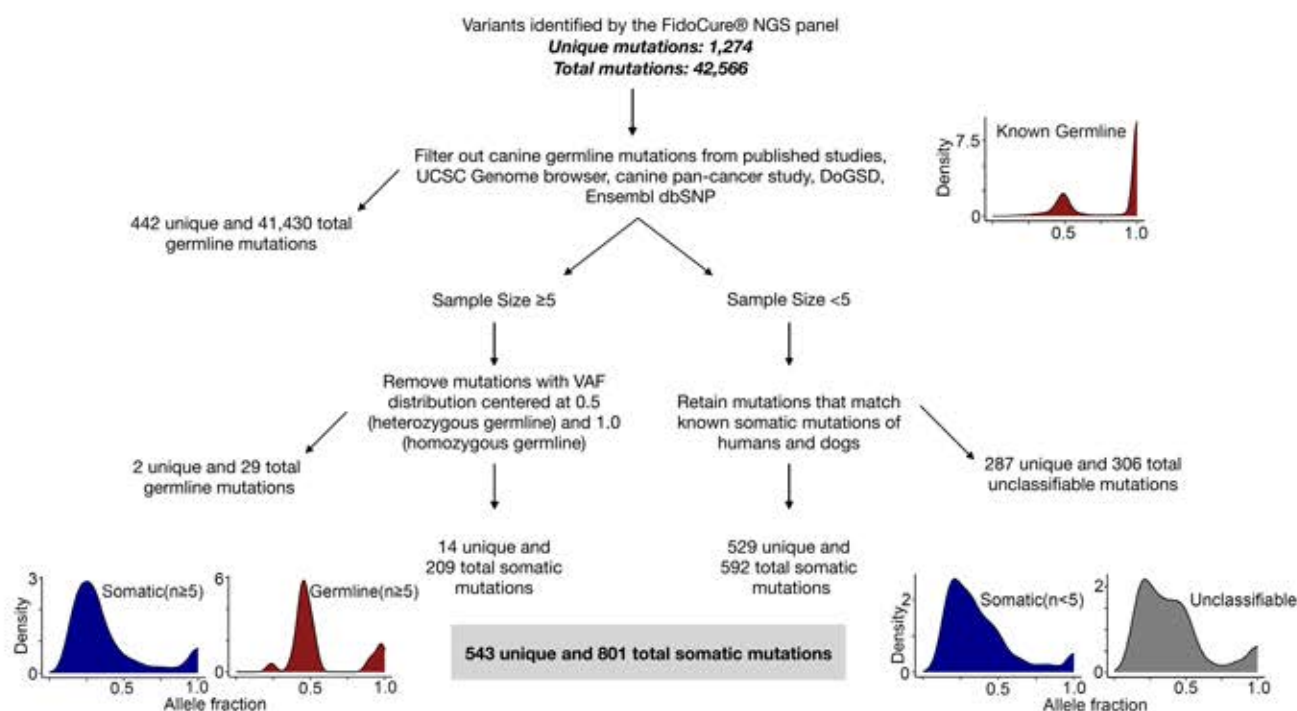 Variants identified by the FidoCure® NGS panel
Unique mutations: 1,274
Total mutations: 42,566
Filter out canine germline mutations from published studies,
UCSC Genome browser, canine pan-cancer study, DoGSD,
Ensembl dbSNP
Known Germline
Density
7.5
0
0.5
1.0
442 unique and 41,430 total
germline mutations
Sample Size ≥5
Sample Size <5
Remove mutations with VAF
distribution centered at 0.5
(heterozygous germline) and 1.0
(homozygous germline)
Retain mutations that match
known somatic mutations of
humans and dogs
2 unique and 29 total
germline mutations
287 unique and 306 total
unclassifiable mutations
14 unique and
209 total somatic
mutations
529 unique and
592 total somatic
mutations
Somatic(n≥5)
Density
3
0
0.5
1.0
Germline(n≥5)
6
0
0.5
1.0
Allele fraction
543 unique and 801 total somatic mutations
Somatic(n<5)
Density
2
0
0.5
1.0
Unclassifiable
2
0
0.5
1.0
Allele fraction